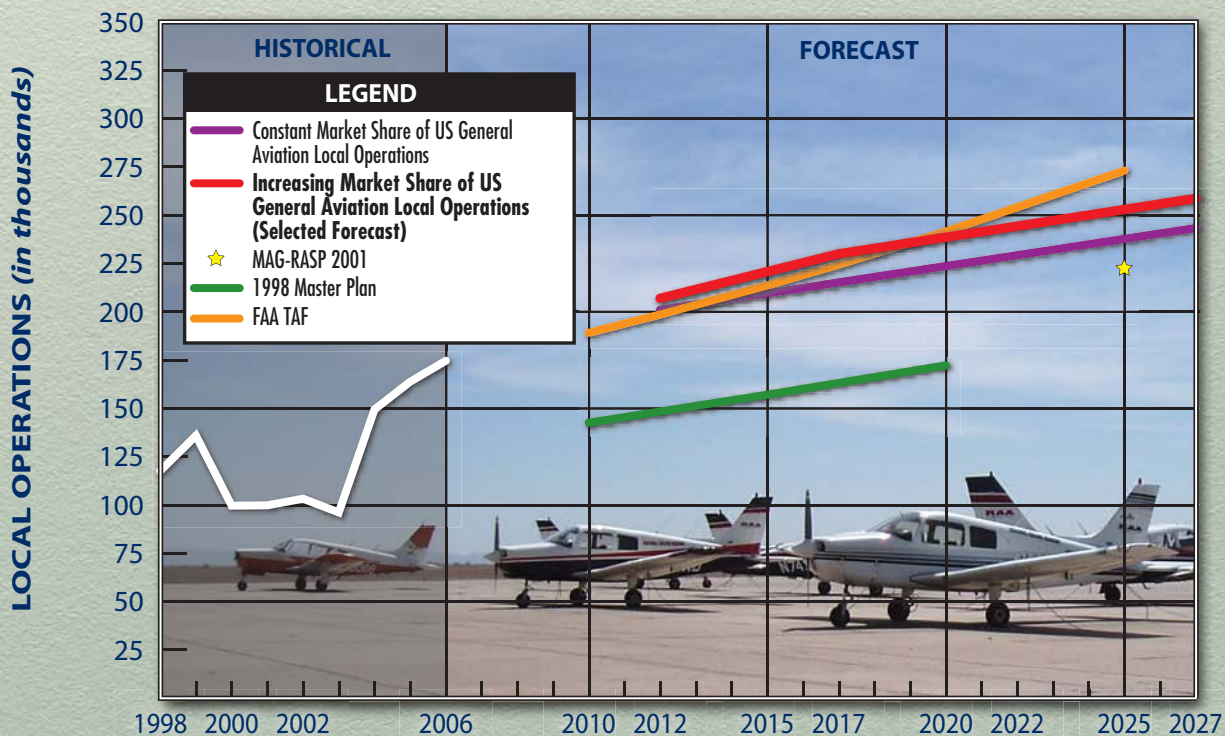 350
325
300
275
250
225
200
175
150
125
100
75
50
25
LOCAL OPERATIONS (in thousands)
HISTORICAL
FORECAST
LEGEND
Constant Market Share of US General
Aviation Local Operations
Increasing Market Share of US
General Aviation Local Operations
(Selected Forecast)
MAG-RASP 2001
1998 Master Plan
FAA TAF
1998 2000 2002 2006 2010 2012 2015 2017 2020 2022 2025 2027